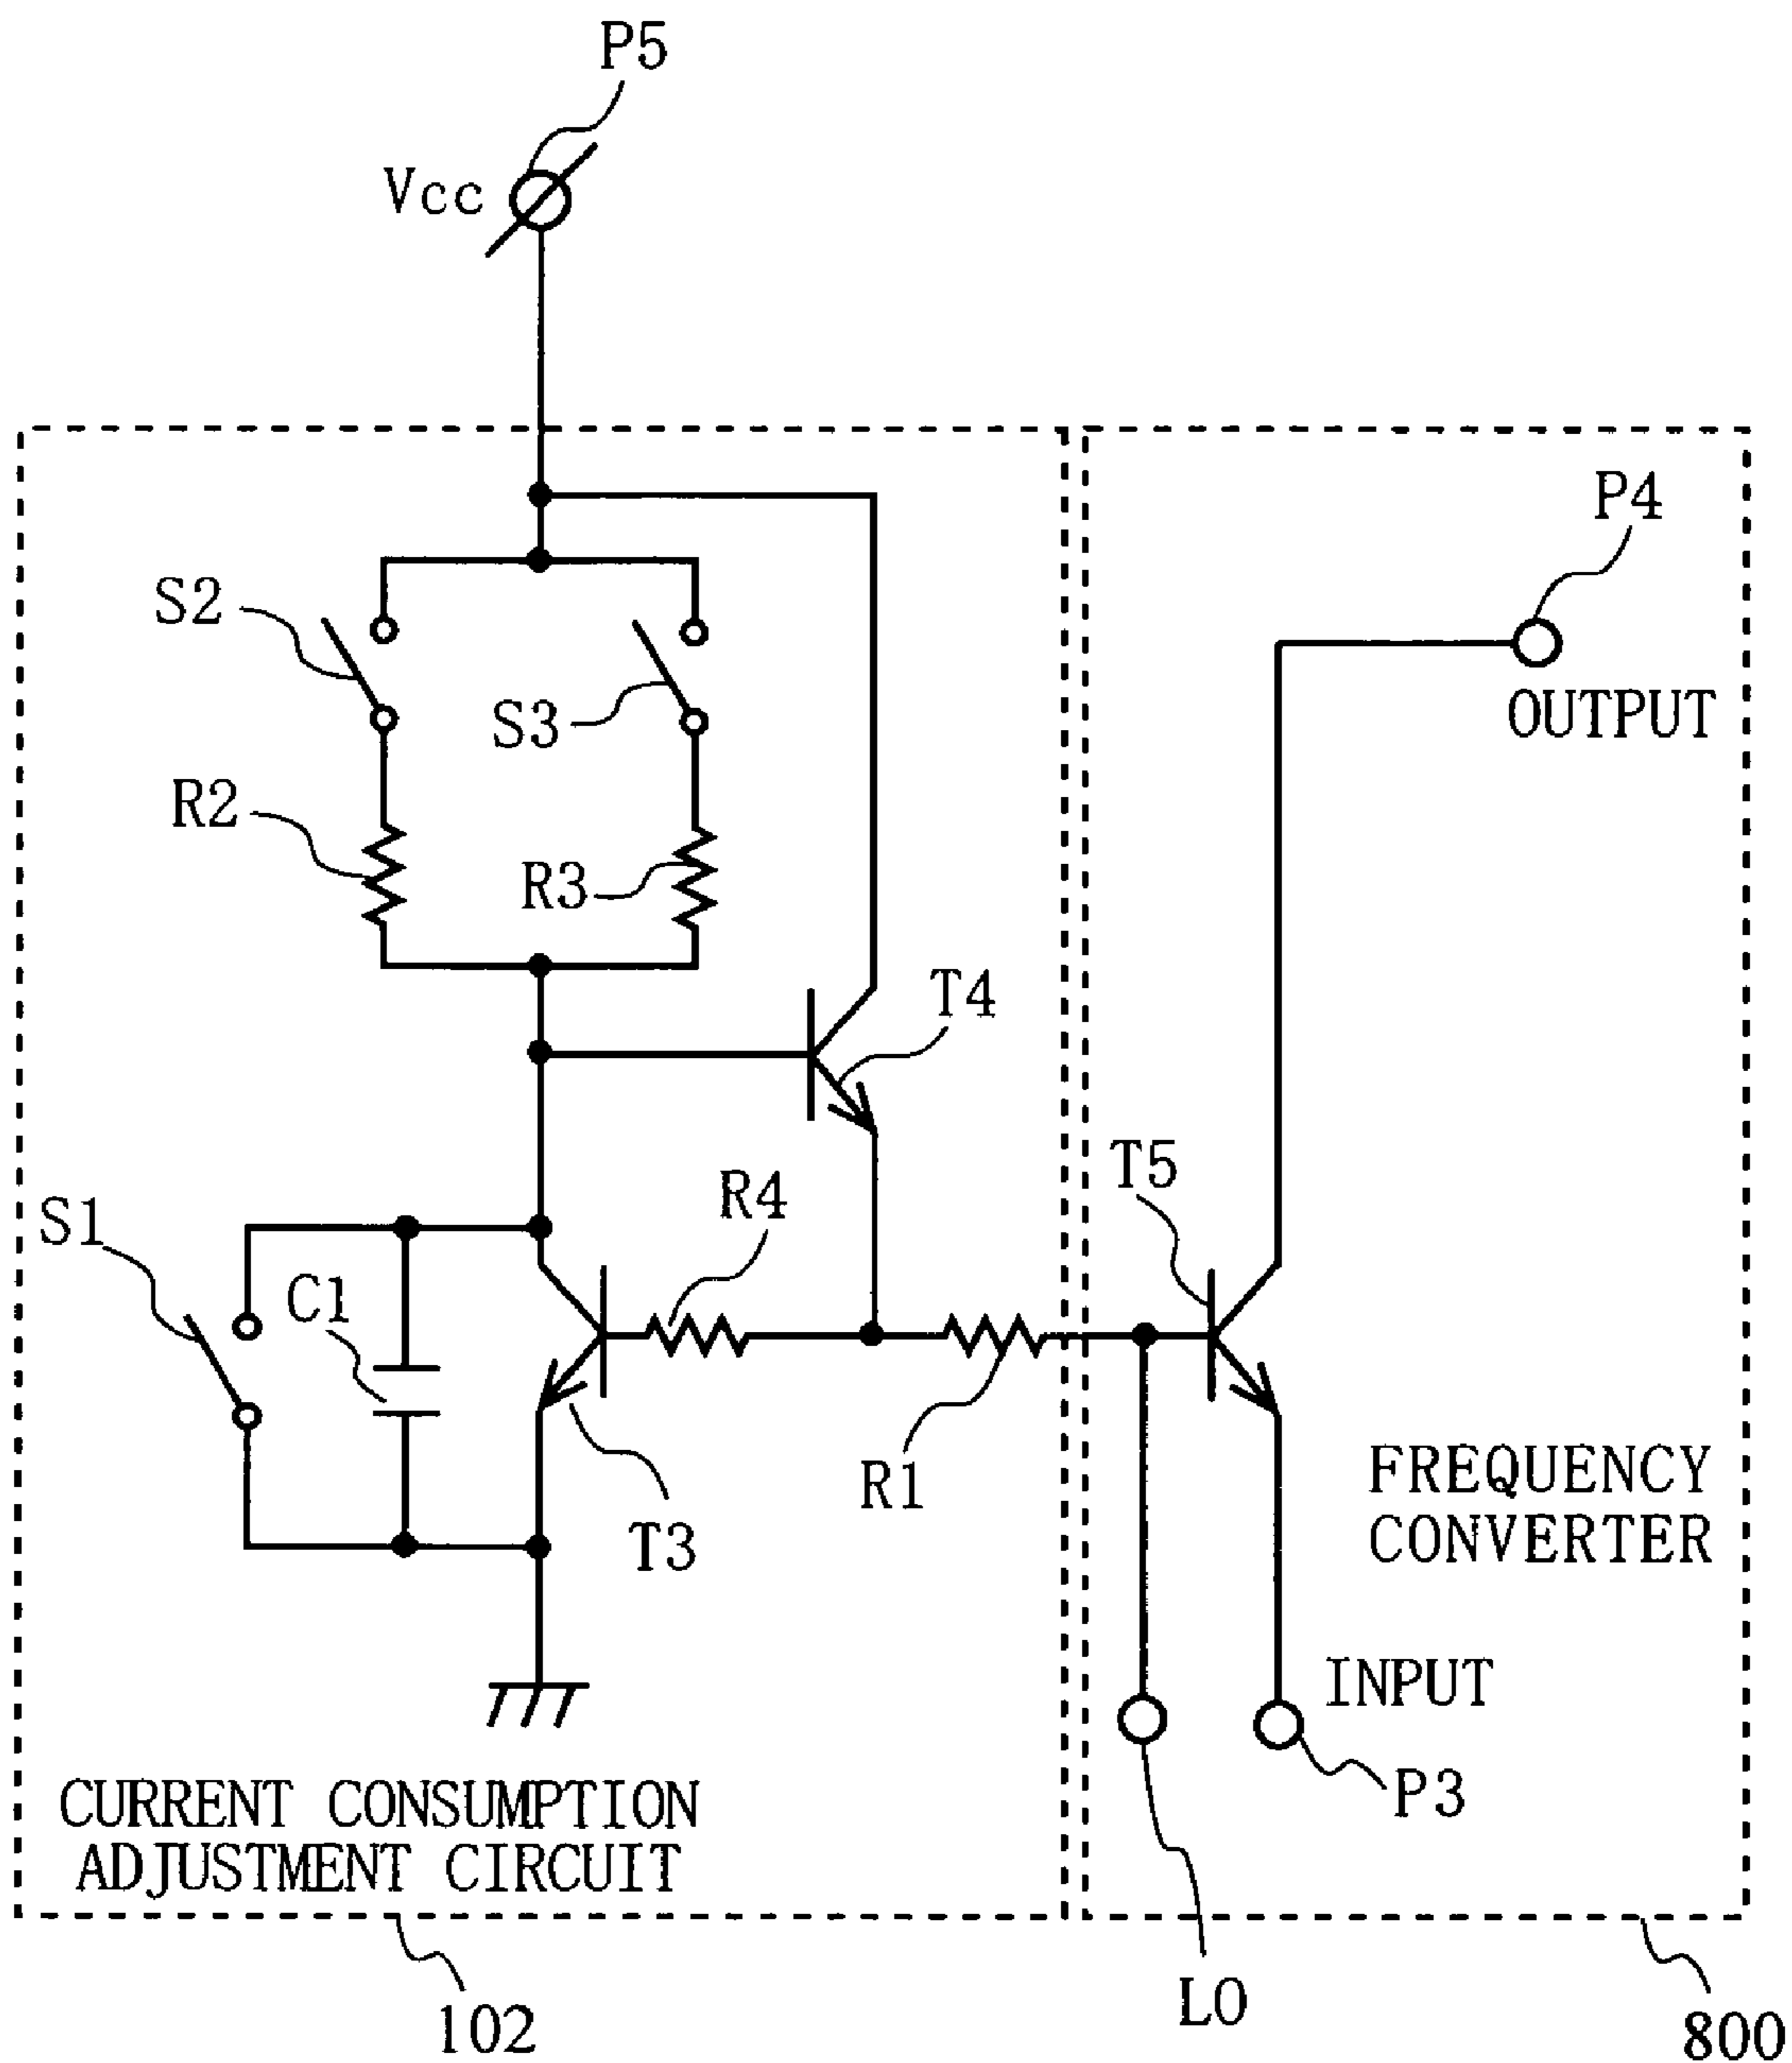 P5
Vcc
P4
S2
S3
OUTPUT
R2
R3
T4
T5
R4
S1
C1
R1
FREQUENCY
CONVERTER
T3
INPUT
P3
CURRENT CONSUMPTION
ADJUSTMENT CIRCUIT
LO
102
800